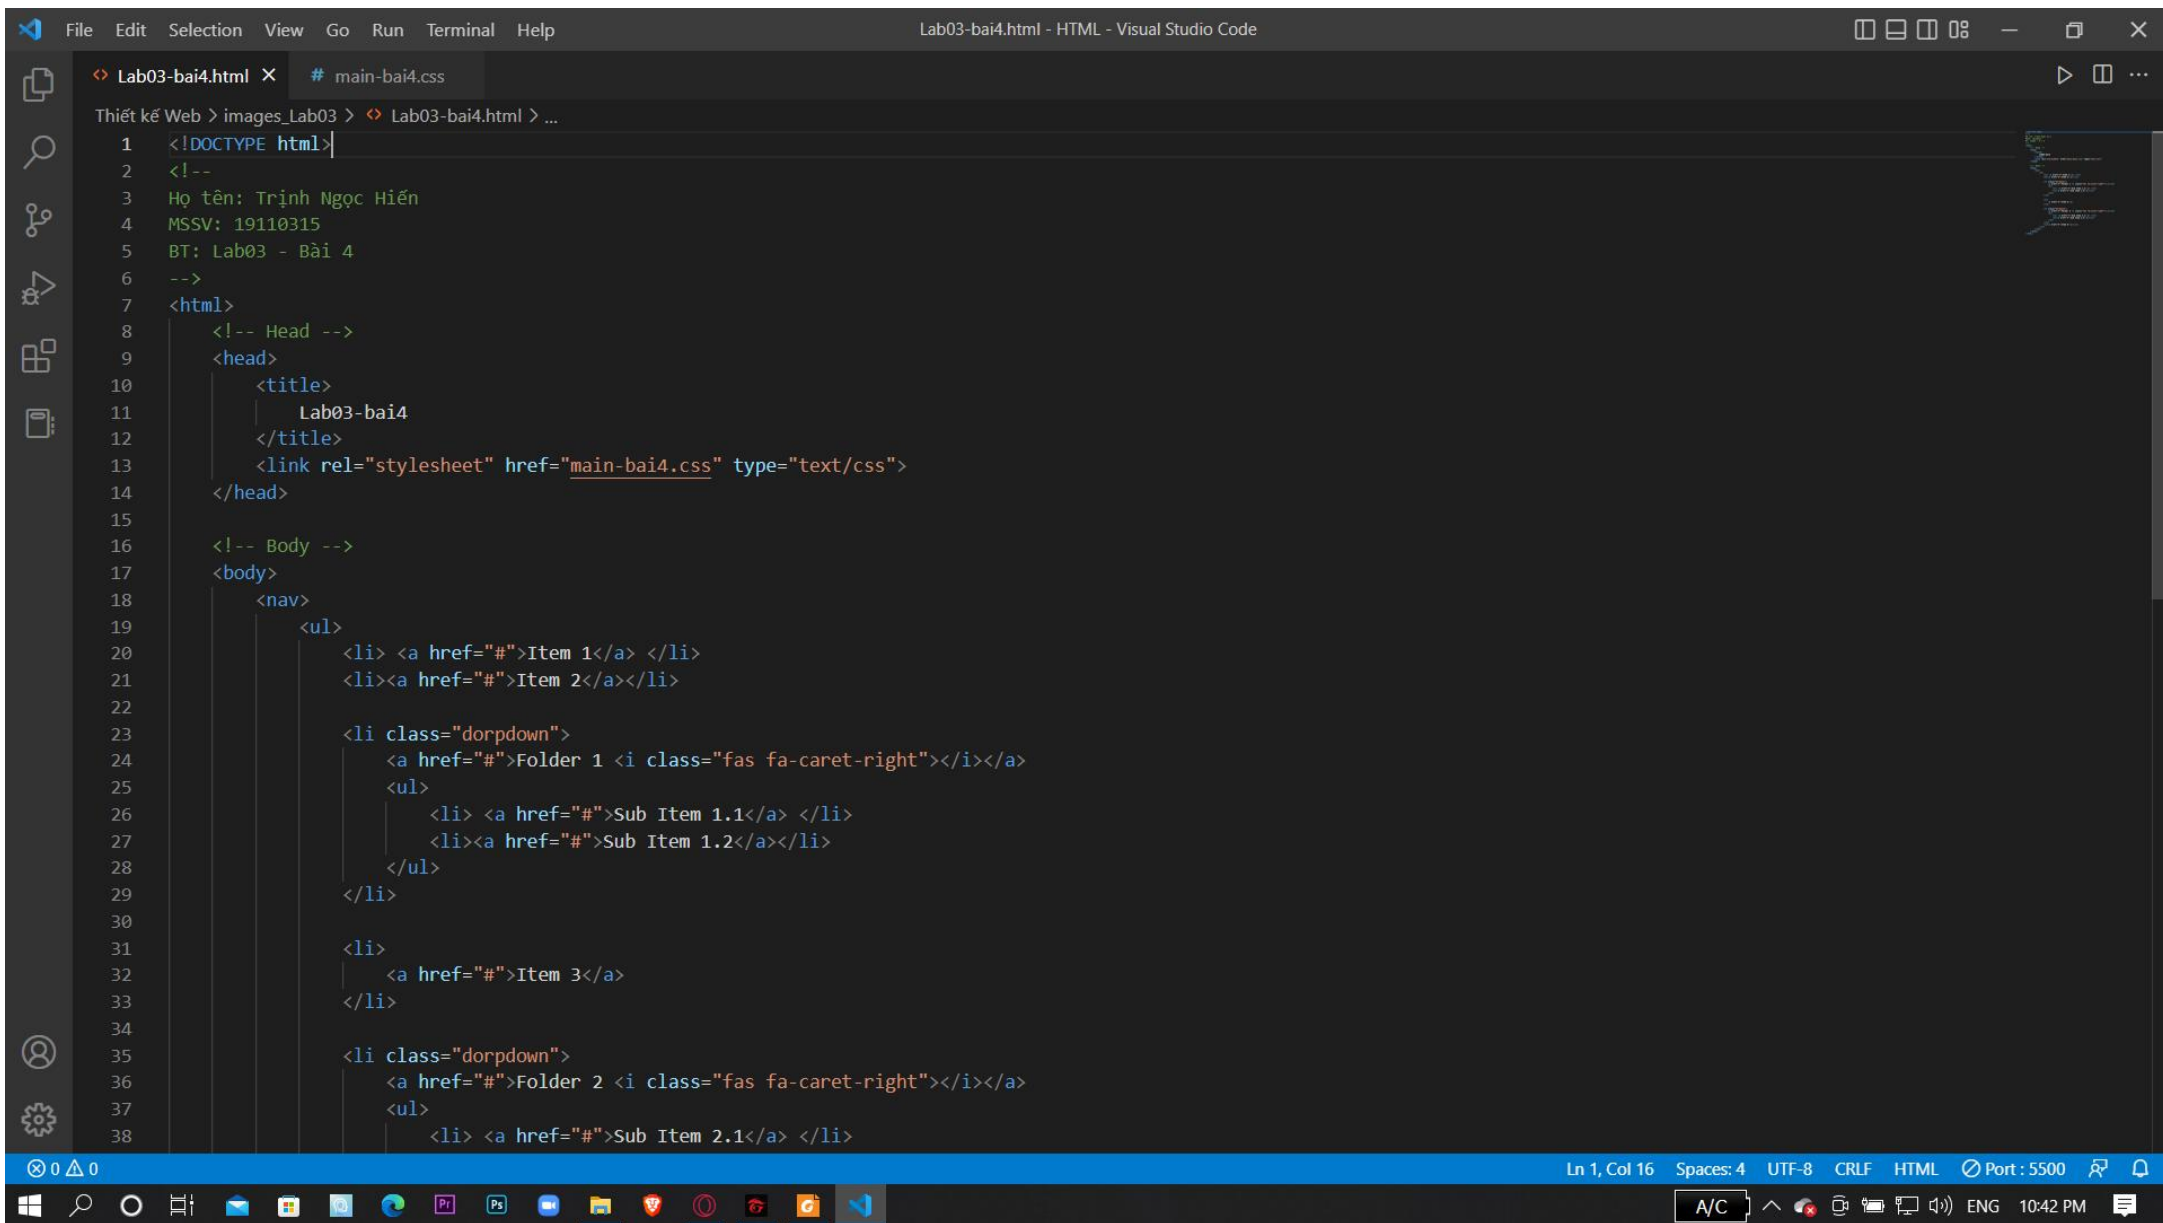 File Edit Selection View Go Run Terminal Help
Lab03-bai4.html - HTML - Visual Studio Code
Lab03-bai4.html
# main-bai4.css
Thiết kế Web > images_Lab03 > Lab03-bai4.html > ...
1 <!DOCTYPE html>
2 <!--
3 Họ tên: Trịnh Ngọc Hiến
4 MSSV: 19110315
5 BT: Lab03 - Bài 4
6 -->
7 <html>
8 <!-- Head -->
9 <head>
10 <title>
11 Lab03-bai4
12 </title>
13 <link rel="stylesheet" href="main-bai4.css" type="text/css">
14 </head>
15
16 <!-- Body -->
17 <body>
18 <nav>
19 <ul>
20 <li> <a href="#">Item 1</a> </li>
21 <li><a href="#">Item 2</a></li>
22
23 <li class="dorpdown">
24 <a href="#">Folder 1 <i class="fas fa-caret-right"></i></a>
25 <ul>
26 <li> <a href="#">Sub Item 1.1</a> </li>
27 <li><a href="#">Sub Item 1.2</a></li>
28 </ul>
29 </li>
30
31 <li>
32 <a href="#">Item 3</a>
33 </li>
34
35 <li class="dorpdown">
36 <a href="#">Folder 2 <i class="fas fa-caret-right"></i></a>
37 <ul>
38 <li> <a href="#">Sub Item 2.1</a> </li>
0 0
Ln 1, Col 16 Spaces: 4 UTF-8 CRLF HTML Port : 5500
Pr Ps
A/C ENG 10:42 PM